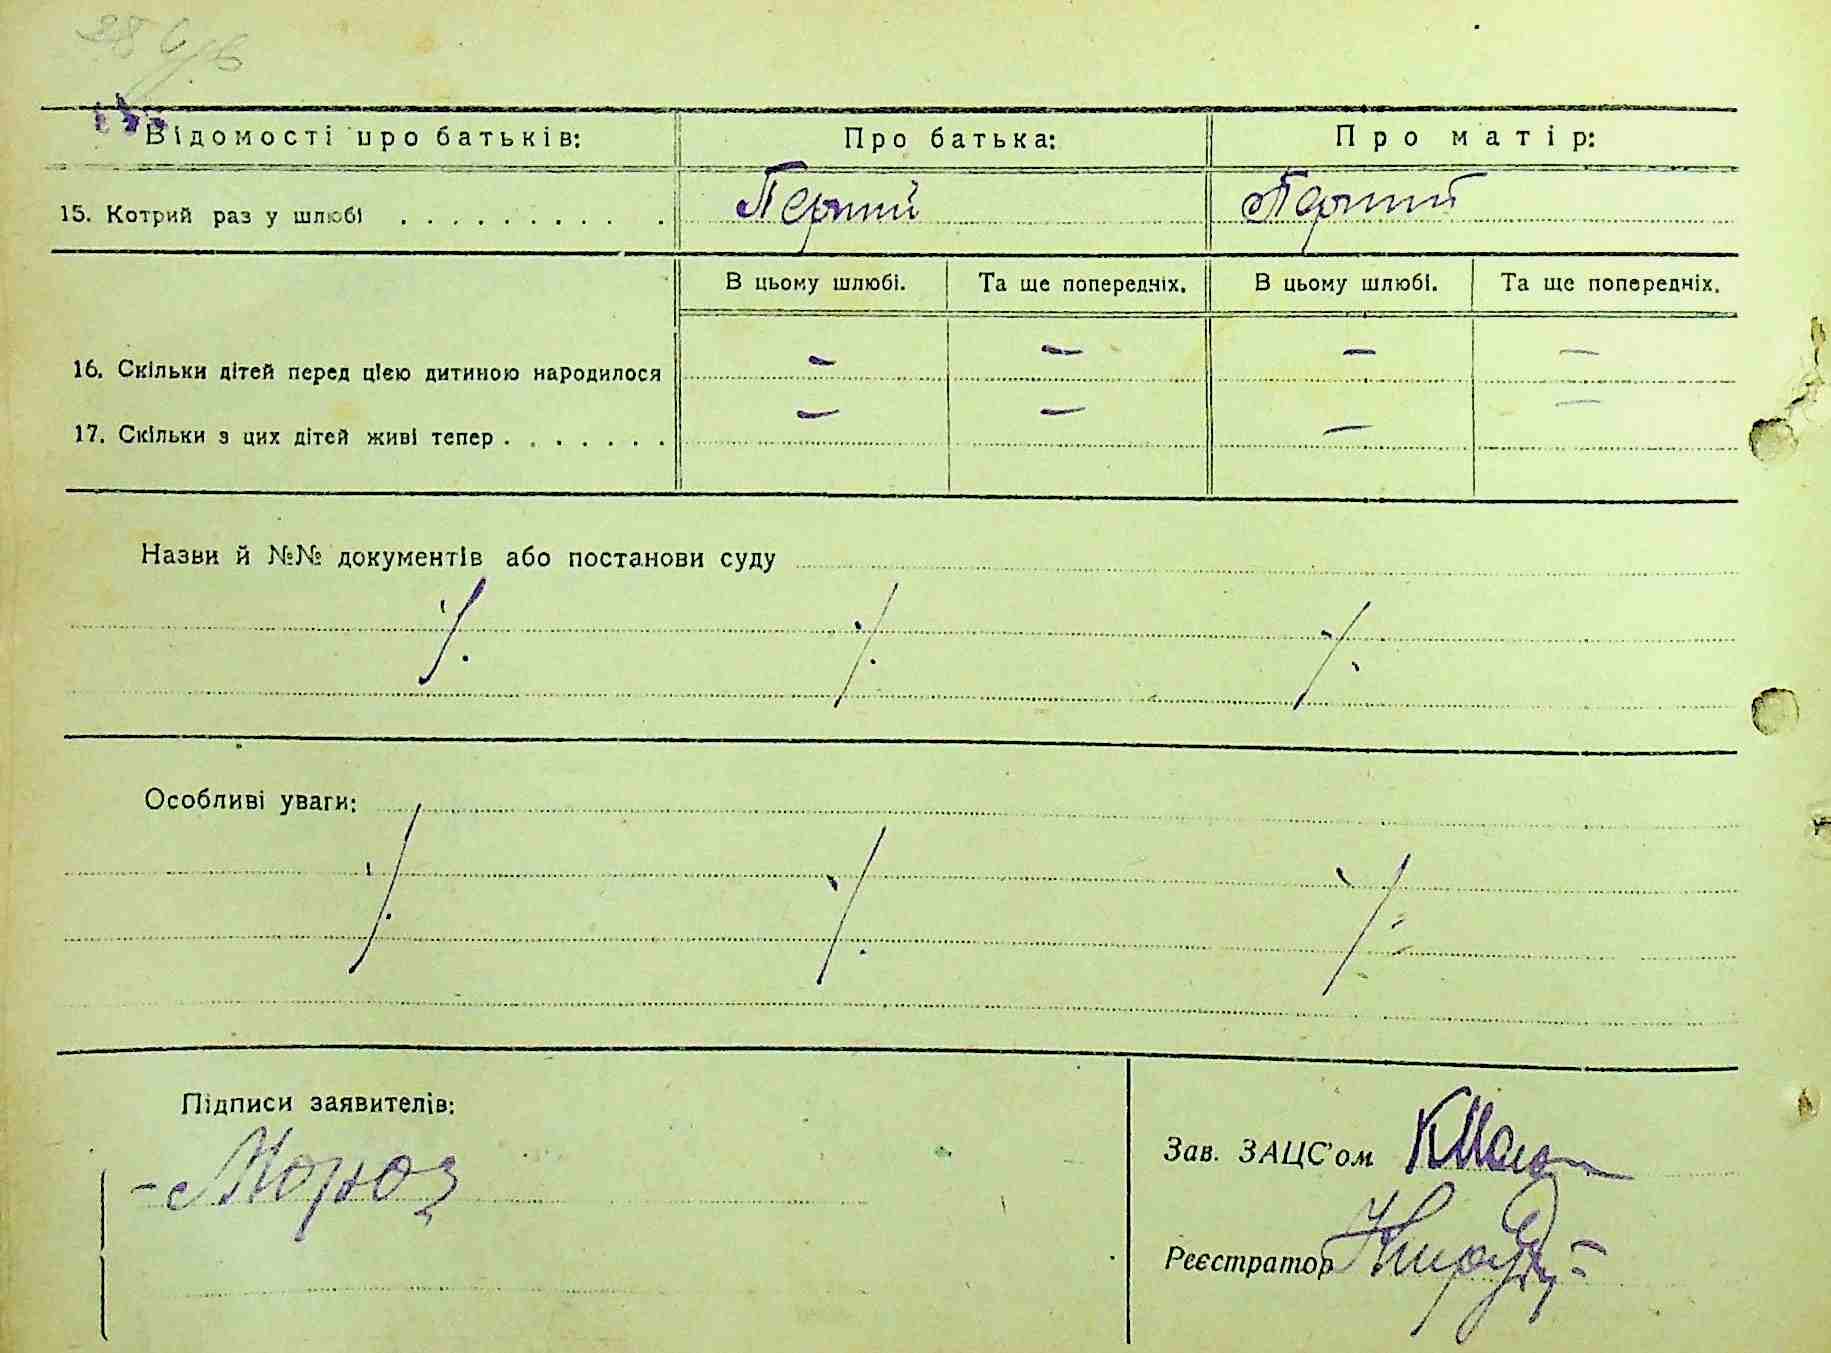 Відомості про батьків: Про батька: Про матір:
15. Котрий раз у шлюбі . . . . . . . . . . Перший Перший
В цьому шлюбі. Та ще попередніх. В цьому шлюбі. Та ще попередніх.
16. Скільки дітей перед цією дитиною народилося — — — —
17. Скільки з цих дітей живі тепер . . . . . . . — — — —
Назви й №№ документів або постанови суду
Особливі уваги:
Підписи заявителів:
Мороз
Зав. ЗАЦС'ом
Реєстратор